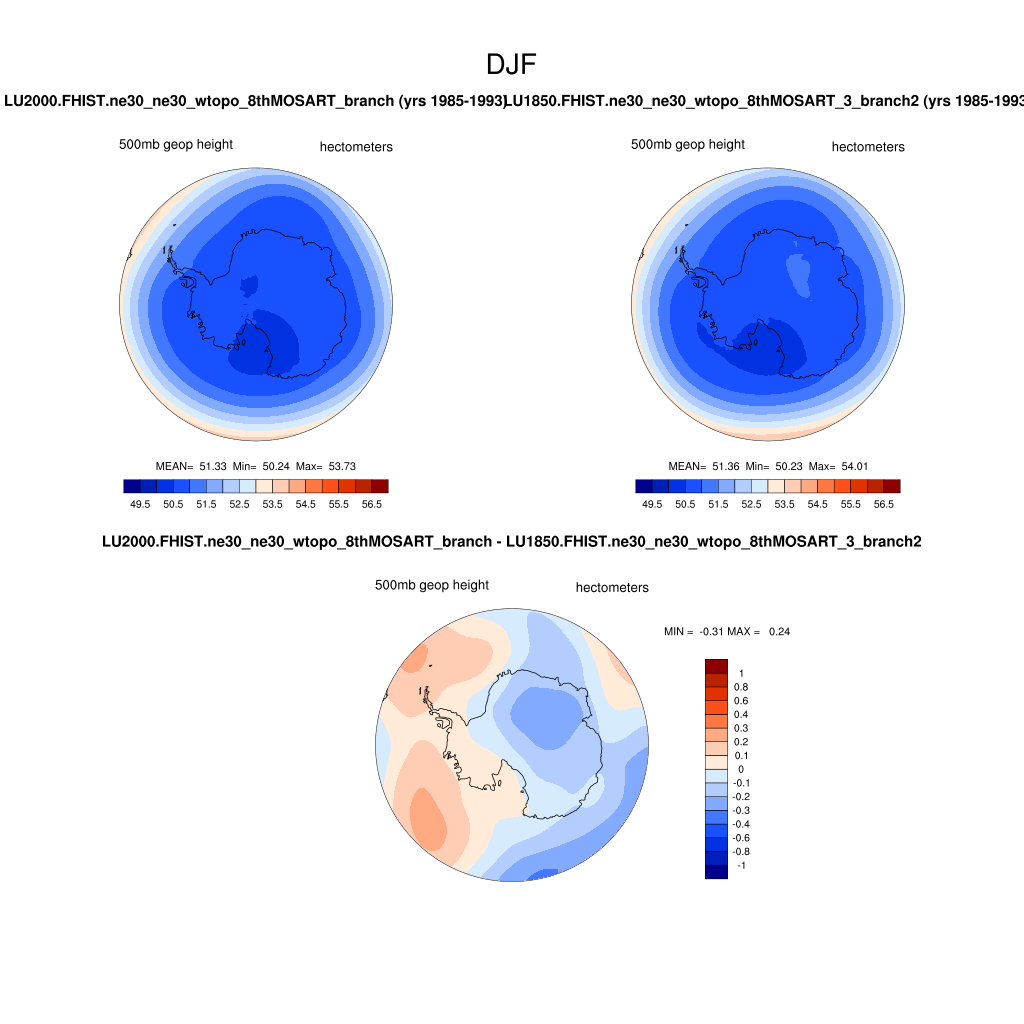 DJF
LU2000.FHIST.ne30_ne30_wtopo_8thMOSART_branch (yrs 1985-1993)
LU1850.FHIST.ne30_ne30_wtopo_8thMOSART_3_branch2 (yrs 1985-1993
500mb geop height hectometers
500mb geop height hectometers
MEAN= 51.33 Min= 50.24 Max= 53.73
MEAN= 51.36 Min= 50.23 Max= 54.01
49.5 50.5 51.5 52.5 53.5 54.5 55.5 56.5
49.5 50.5 51.5 52.5 53.5 54.5 55.5 56.5
LU2000.FHIST.ne30_ne30_wtopo_8thMOSART_branch - LU1850.FHIST.ne30_ne30_wtopo_8thMOSART_3_branch2
500mb geop height hectometers
MIN = -0.31 MAX = 0.24
1
0.8
0.6
0.4
0.3
0.2
0.1
0
-0.1
-0.2
-0.3
-0.4
-0.6
-0.8
-1